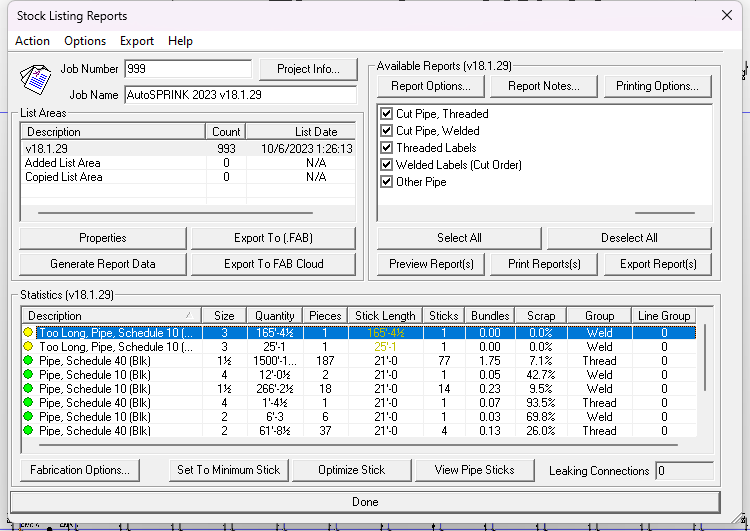 Stock Listing Reports
Action Options Export Help
Job Number 999 Project Info...
Job Name AutoSPRINK 2023 v18.1.29
List Areas
Description Count List Date
v18.1.29 993 10/6/2023 1:26:13
Added List Area 0 N/A
Copied List Area 0 N/A
Properties Export To (.FAB)
Generate Report Data Export To FAB Cloud
Available Reports (v18.1.29)
Report Options... Report Notes... Printing Options...
Cut Pipe, Threaded
Cut Pipe, Welded
Threaded Labels
Welded Labels (Cut Order)
Other Pipe
Select All Deselect All
Preview Report(s) Print Reports(s) Export Report(s)
Statistics (v18.1.29)
Description Size Quantity Pieces Stick Length Sticks Bundles Scrap Group Line Group
Too Long, Pipe, Schedule 10 (... 3 165'-4½ 1 165'-4½ 1 0.00 0.0% Weld 0
Too Long, Pipe, Schedule 10 (... 3 25'-1 1 25'-1 1 0.00 0.0% Weld 0
Pipe, Schedule 40 (Blk) 1½ 1500'-1... 187 21'-0 77 1.75 7.1% Thread 0
Pipe, Schedule 10 (Blk) 4 12'-0½ 2 21'-0 1 0.05 42.7% Weld 0
Pipe, Schedule 10 (Blk) 1½ 266'-2½ 18 21'-0 14 0.23 9.5% Weld 0
Pipe, Schedule 40 (Blk) 4 1'-4½ 1 21'-0 1 0.07 93.5% Thread 0
Pipe, Schedule 10 (Blk) 2 6'-3 6 21'-0 1 0.03 69.8% Weld 0
Pipe, Schedule 40 (Blk) 2 61'-8½ 37 21'-0 4 0.13 26.0% Thread 0
Fabrication Options... Set To Minimum Stick Optimize Stick View Pipe Sticks Leaking Connections 0
Done